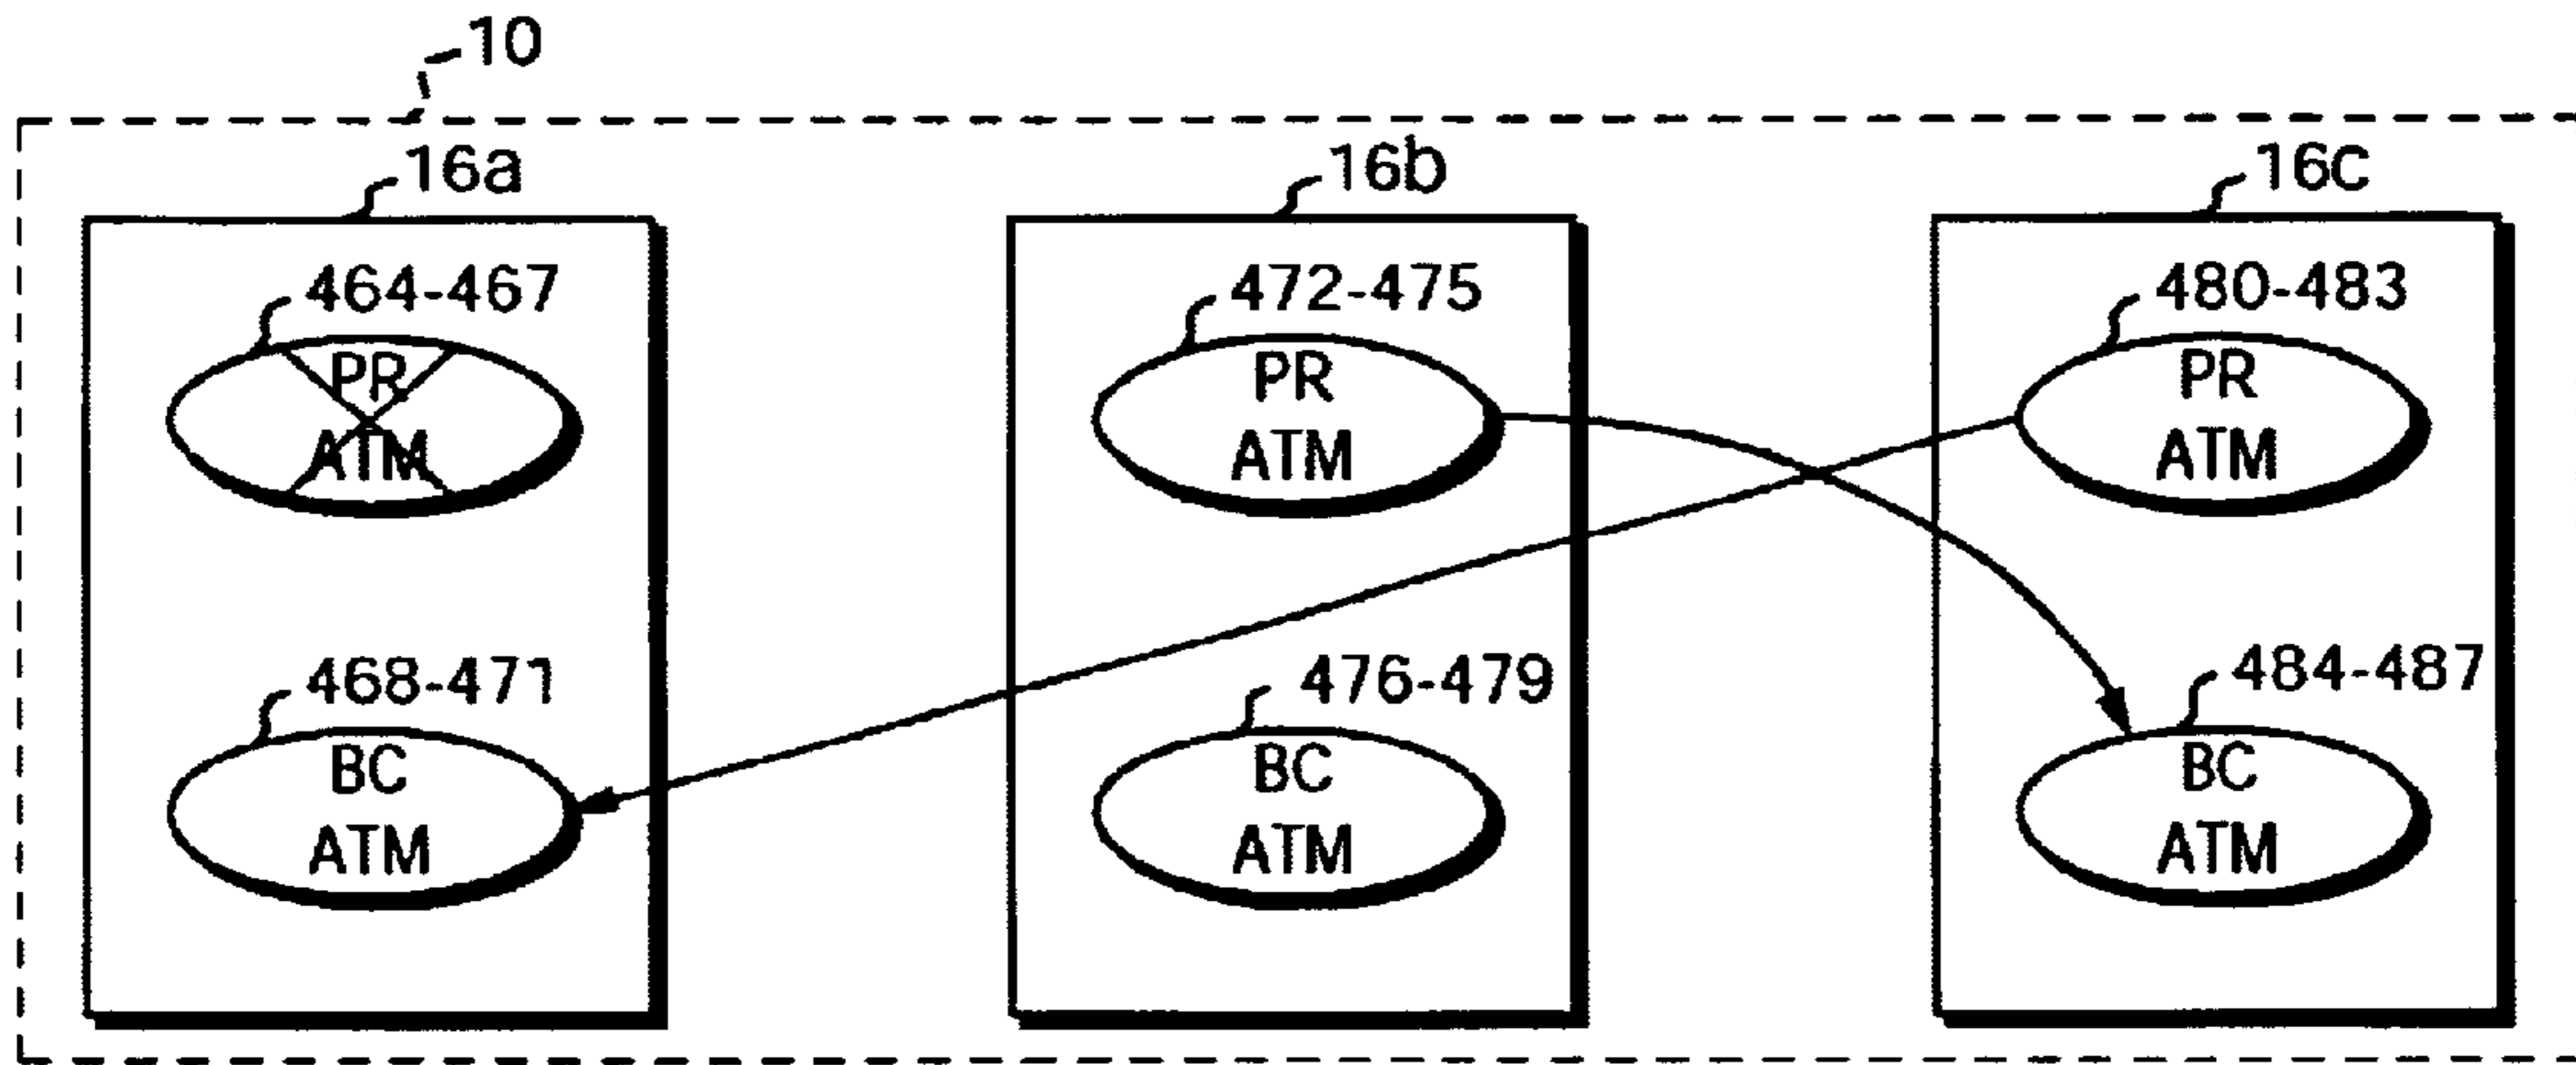 10
16a
16b
16c
464-467
472-475
480-483
PR
ATM
PR
ATM
PR
ATM
468-471
476-479
484-487
BC
ATM
BC
ATM
BC
ATM